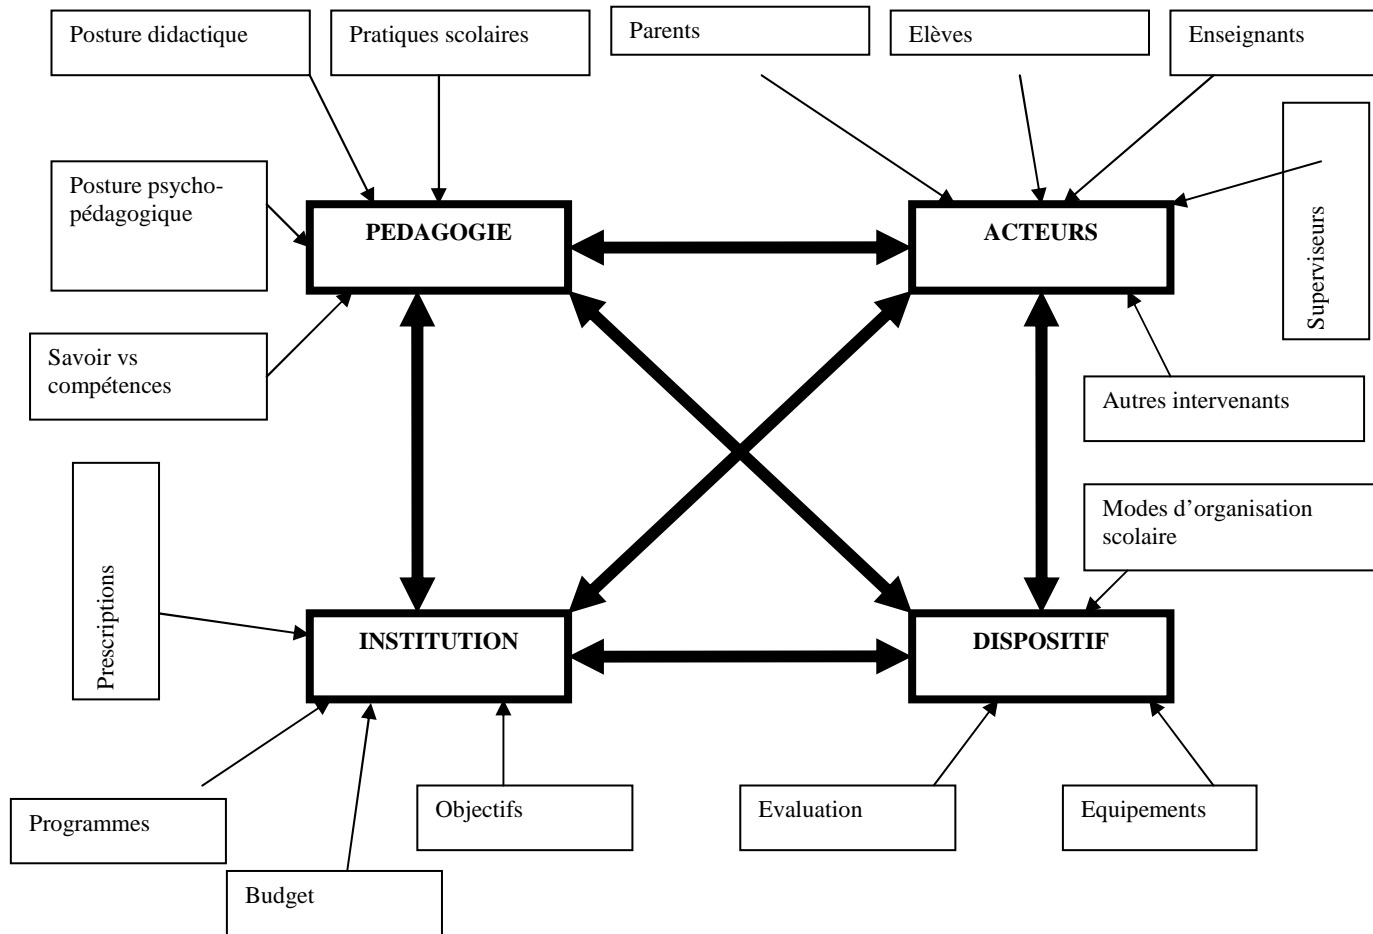 Posture didactique
Pratiques scolaires
Parents
Elèves
Enseignants
Posture psycho-
pédagogique
PEDAGOGIE
ACTEURS
Superviseurs
Savoir vs
compétences
Autres intervenants
Prescriptions
Modes d’organisation
scolaire
INSTITUTION
DISPOSITIF
Programmes
Objectifs
Evaluation
Equipements
Budget